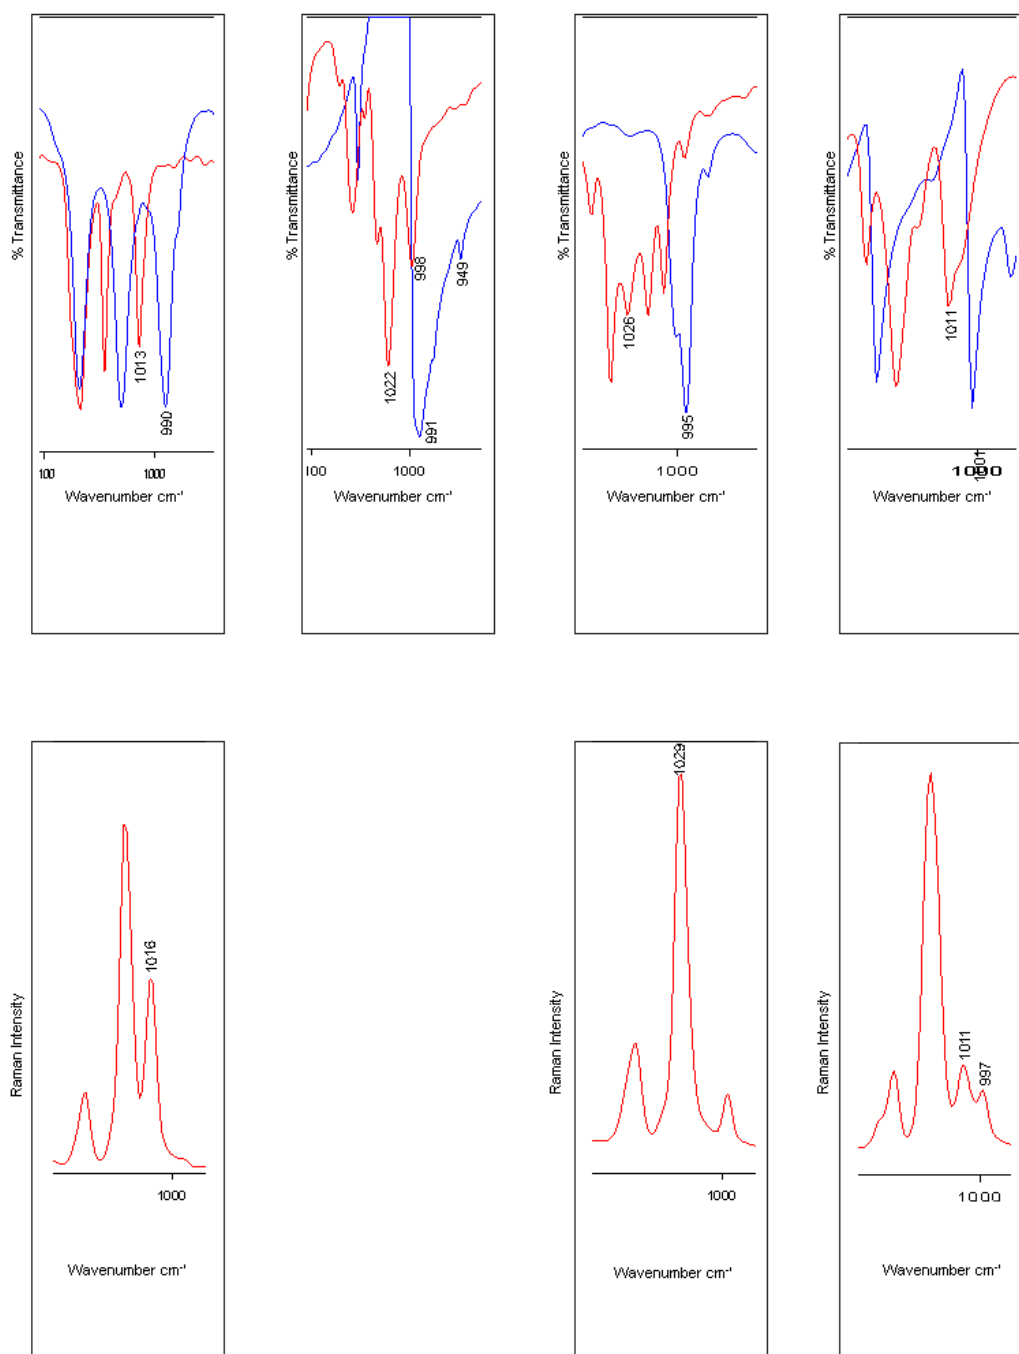 % Transmittance
1013
990
100
1000
Wavenumber cm-¹
% Transmittance
998
949
1022
991
100
1000
Wavenumber cm-¹
% Transmittance
1026
995
1000
Wavenumber cm-¹
% Transmittance
1011
1001
1000
Wavenumber cm-¹
Raman Intensity
1016
1000
Wavenumber cm-¹
Raman Intensity
1029
1000
Wavenumber cm-¹
Raman Intensity
1011
997
1000
Wavenumber cm-¹